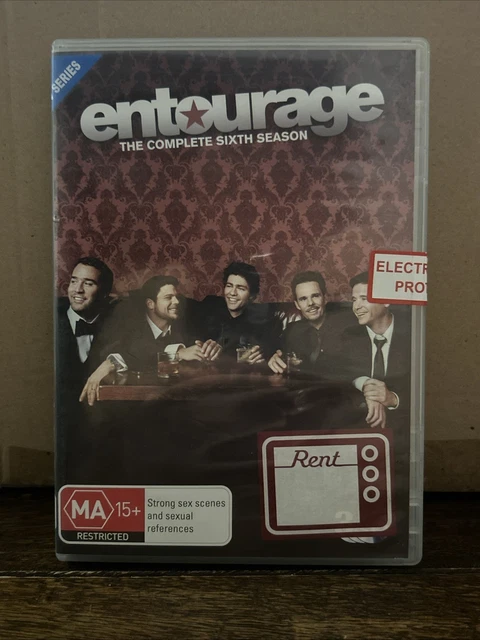 SERIES
entourage
THE COMPLETE SIXTH SEASON
ELECTR
PRO
Rent
MA 15+
RESTRICTED
Strong sex scenes
and sexual
references